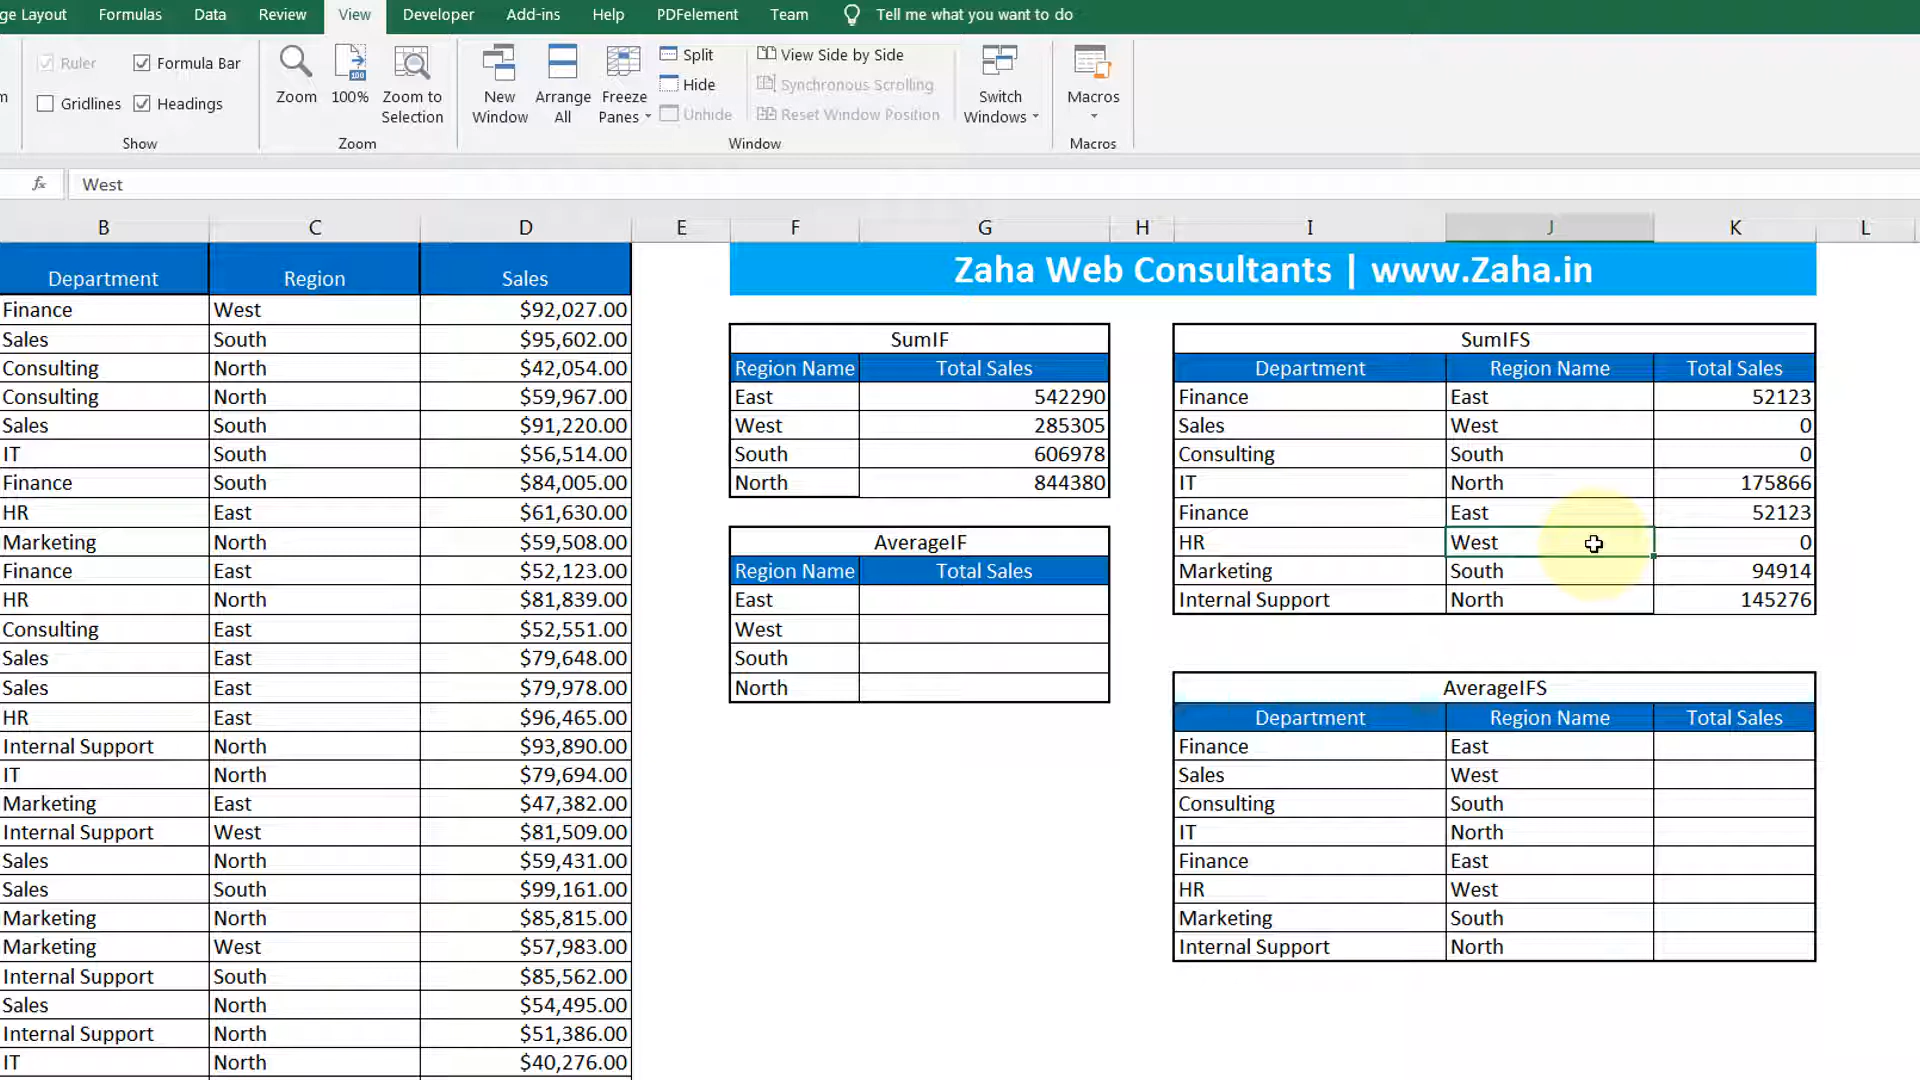 ge Layout Formulas Data Review View Developer Add-ins Help PDFelement Team Tell me what you want to do
Ruler Formula Bar
Gridlines Headings
Show
Zoom 100% Zoom to Selection
Zoom
New Window Arrange All Freeze Panes
Split
Hide
Unhide
View Side by Side
Synchronous Scrolling
Reset Window Position
Switch Windows
Window
Macros
Macros
fx West
B C D E F G H I J K L
Department Region Sales
Finance West $92,027.00
Sales South $95,602.00
Consulting North $42,054.00
Consulting North $59,967.00
Sales South $91,220.00
IT South $56,514.00
Finance South $84,005.00
HR East $61,630.00
Marketing North $59,508.00
Finance East $52,123.00
HR North $81,839.00
Consulting East $52,551.00
Sales East $79,648.00
Sales East $79,978.00
HR East $96,465.00
Internal Support North $93,890.00
IT North $79,694.00
Marketing East $47,382.00
Internal Support West $81,509.00
Sales North $59,431.00
Sales South $99,161.00
Marketing North $85,815.00
Marketing West $57,983.00
Internal Support South $85,562.00
Sales North $54,495.00
Internal Support North $51,386.00
IT North $40,276.00
Zaha Web Consultants | www.Zaha.in
SumIF
Region Name Total Sales
East 542290
West 285305
South 606978
North 844380
AverageIF
Region Name Total Sales
East
West
South
North
SumIFS
Department Region Name Total Sales
Finance East 52123
Sales West 0
Consulting South 0
IT North 175866
Finance East 52123
HR West 0
Marketing South 94914
Internal Support North 145276
AverageIFS
Department Region Name Total Sales
Finance East
Sales West
Consulting South
IT North
Finance East
HR West
Marketing South
Internal Support North